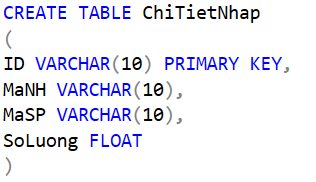 CREATE TABLE ChiTietNhap
(
ID VARCHAR(10) PRIMARY KEY,
MaNH VARCHAR(10),
MaSP VARCHAR(10),
SoLuong FLOAT
)